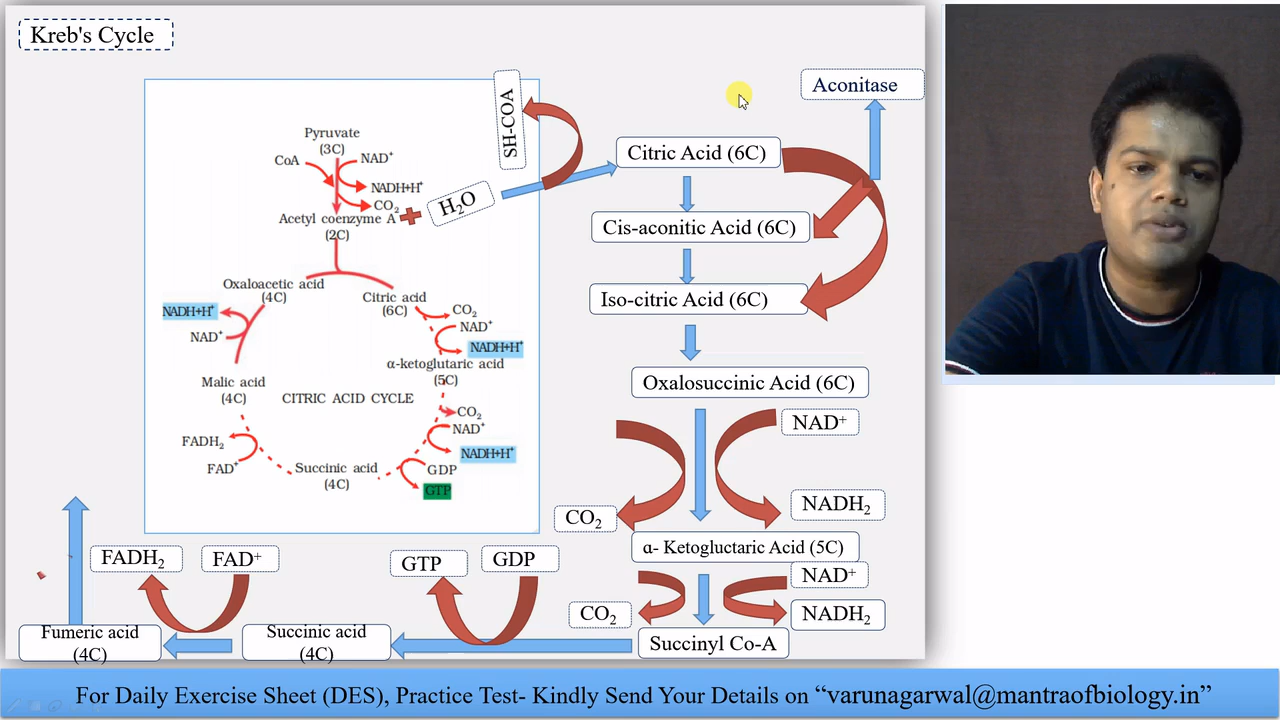 Kreb's Cycle
Pyruvate
(3C)
CoA
NAD⁺
NADH+H⁺
CO₂
Acetyl coenzyme A
(2C)
H₂O
SH-COA
Oxaloacetic acid
(4C)
Citric acid
(6C)
CO₂
NAD⁺
NADH+H⁺
α-ketoglutaric acid
(5C)
NADH+H⁺
NAD⁺
Malic acid
(4C)
CITRIC ACID CYCLE
CO₂
NAD⁺
NADH+H⁺
FADH₂
FAD⁺
Succinic acid
(4C)
GDP
GTP
Aconitase
Citric Acid (6C)
Cis-aconitic Acid (6C)
Iso-citric Acid (6C)
Oxalosuccinic Acid (6C)
NAD⁺
CO₂
NADH₂
α- Ketogluctaric Acid (5C)
NAD⁺
CO₂
NADH₂
Succinyl Co-A
GTP
GDP
Succinic acid
(4C)
FADH₂
FAD⁺
Fumeric acid
(4C)
For Daily Exercise Sheet (DES), Practice Test- Kindly Send Your Details on “varunagarwal@mantraofbiology.in”